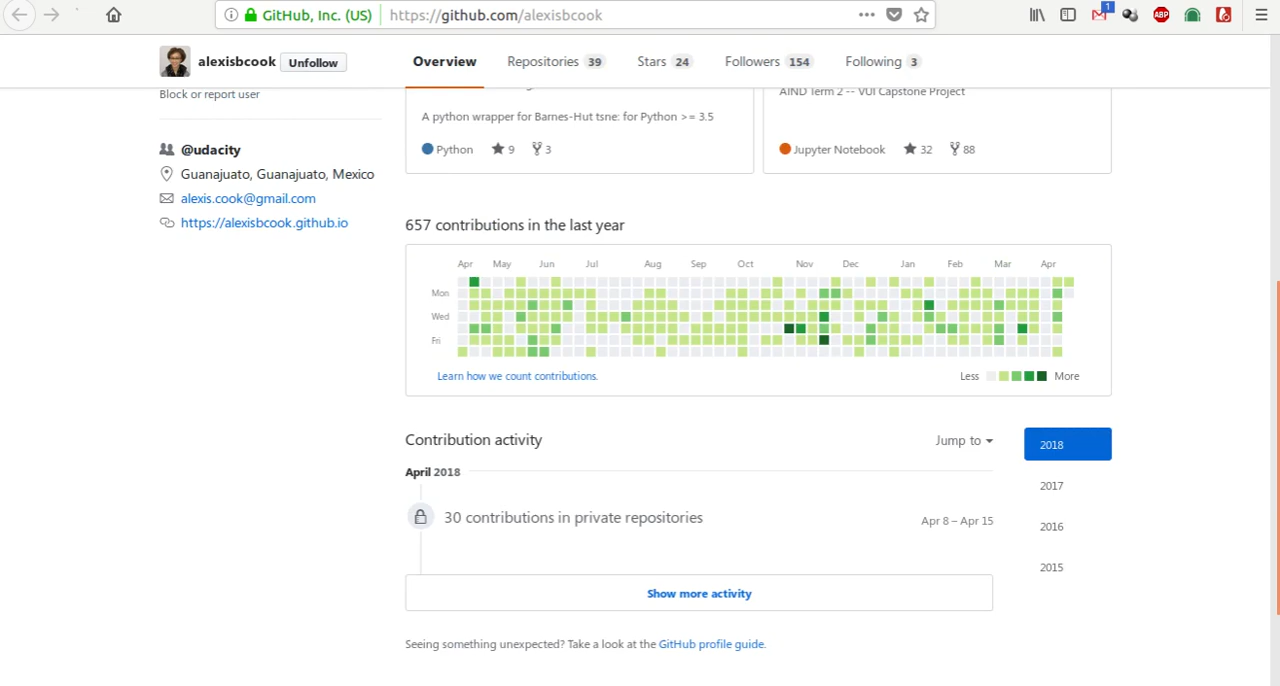 GitHub, Inc. (US)
https://github.com/alexisbcook
1
ABP
alexisbcook
Unfollow
Overview
Repositories 39
Stars 24
Followers 154
Following 3
Block or report user
@udacity
Guanajuato, Guanajuato, Mexico
alexis.cook@gmail.com
https://alexisbcook.github.io
A python wrapper for Barnes-Hut tsne: for Python >= 3.5
Python 9 3
AIND Term 2 -- VUI Capstone Project
Jupyter Notebook 32 88
657 contributions in the last year
Apr May Jun Jul Aug Sep Oct Nov Dec Jan Feb Mar Apr
Mon
Wed
Fri
Learn how we count contributions.
Less More
Contribution activity
Jump to
April 2018
30 contributions in private repositories
Apr 8 – Apr 15
Show more activity
2018
2017
2016
2015
Seeing something unexpected? Take a look at the GitHub profile guide.